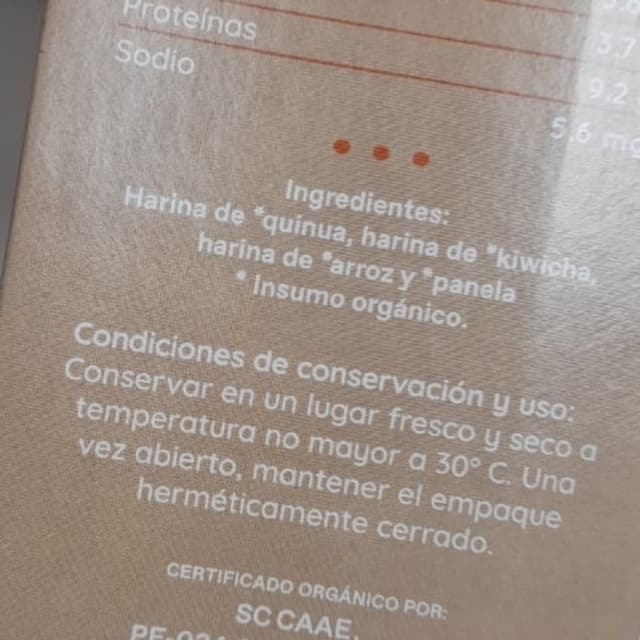 Proteínas 3.7
Sodio 9.2
5.6 mg
Ingredientes:
Harina de *quinua, harina de *kiwicha,
harina de *arroz y *panela
* Insumo orgánico.
Condiciones de conservación y uso:
Conservar en un lugar fresco y seco a
temperatura no mayor a 30° C. Una
vez abierto, mantener el empaque
herméticamente cerrado.
CERTIFICADO ORGÁNICO POR:
SC CAAE,